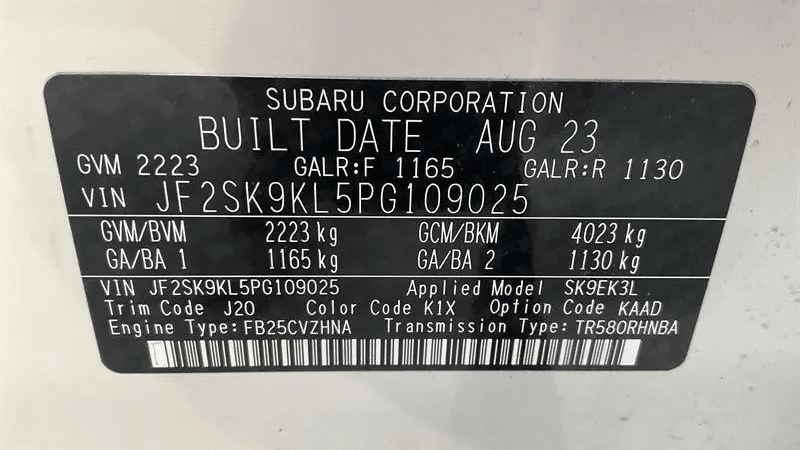 SUBARU CORPORATION
BUILT DATE AUG 23
GVM 2223 GALR:F 1165 GALR:R 1130
VIN JF2SK9KL5PG109025
GVM/BVM 2223 kg GCM/BKM 4023 kg
GA/BA 1 1165 kg GA/BA 2 1130 kg
VIN JF2SK9KL5PG109025 Applied Model SK9EK3L
Trim Code J20 Color Code K1X Option Code KAAD
Engine Type:FB25CVZHNA Transmission Type:TR580RHNBA